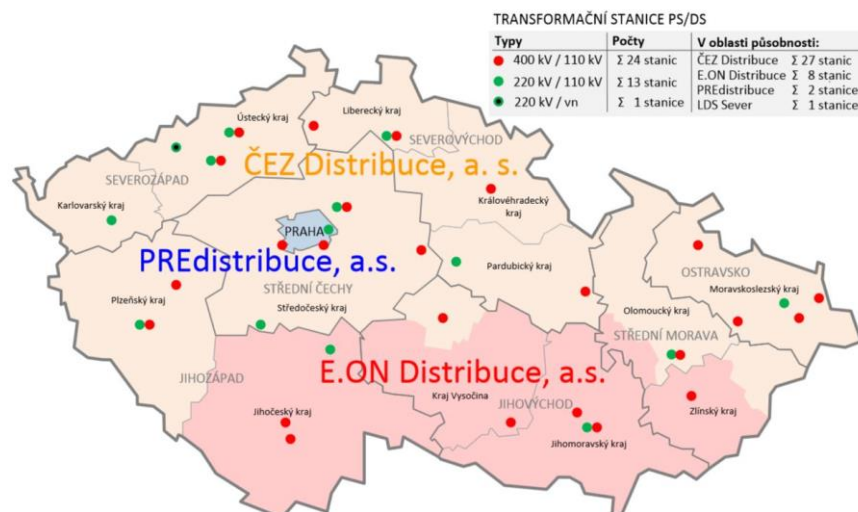 TRANSFORMAČNÍ STANICE PS/DS
Typy Počty V oblasti působnosti:
400 kV / 110 kV Σ 24 stanic ČEZ Distribuce Σ 27 stanic
220 kV / 110 kV Σ 13 stanic E.ON Distribuce Σ 8 stanic
220 kV / vn Σ 1 stanice PREdistribuce Σ 2 stanice
LDS Sever Σ 1 stanice
Ústecký kraj
Liberecký kraj
SEVEROVÝCHOD
SEVEROZÁPAD
ČEZ Distribuce, a. s.
Karlovarský kraj
Královéhradecký
kraj
PRAHA
PREdistribuce, a.s.
Pardubický kraj
OSTRAVSKO
Moravskoslezský kraj
STŘEDNÍ ČECHY
Plzeňský kraj
Středočeský kraj
Olomoucký
kraj
STŘEDNÍ MORAVA
JIHOZÁPAD
E.ON Distribuce, a.s.
Kraj Vysočina
JIHOVÝCHOD
Jihočeský kraj
Zlínský kraj
Jihomoravský kraj